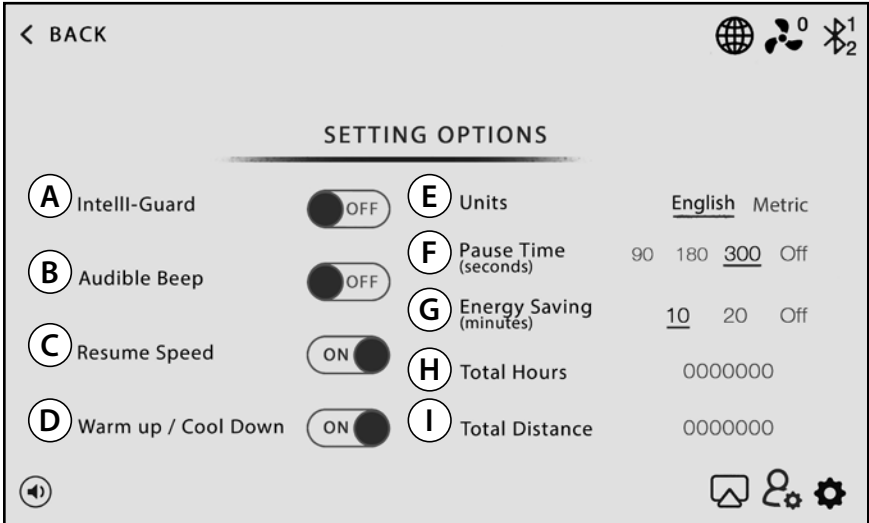 BACK
0
1
2
SETTING OPTIONS
A IntelII-Guard OFF
B Audible Beep OFF
C Resume Speed ON
D Warm up / Cool Down ON
E Units English Metric
F Pause Time 90 180 300 Off
(seconds)
G Energy Saving 10 20 Off
(minutes)
H Total Hours 0000000
I Total Distance 0000000